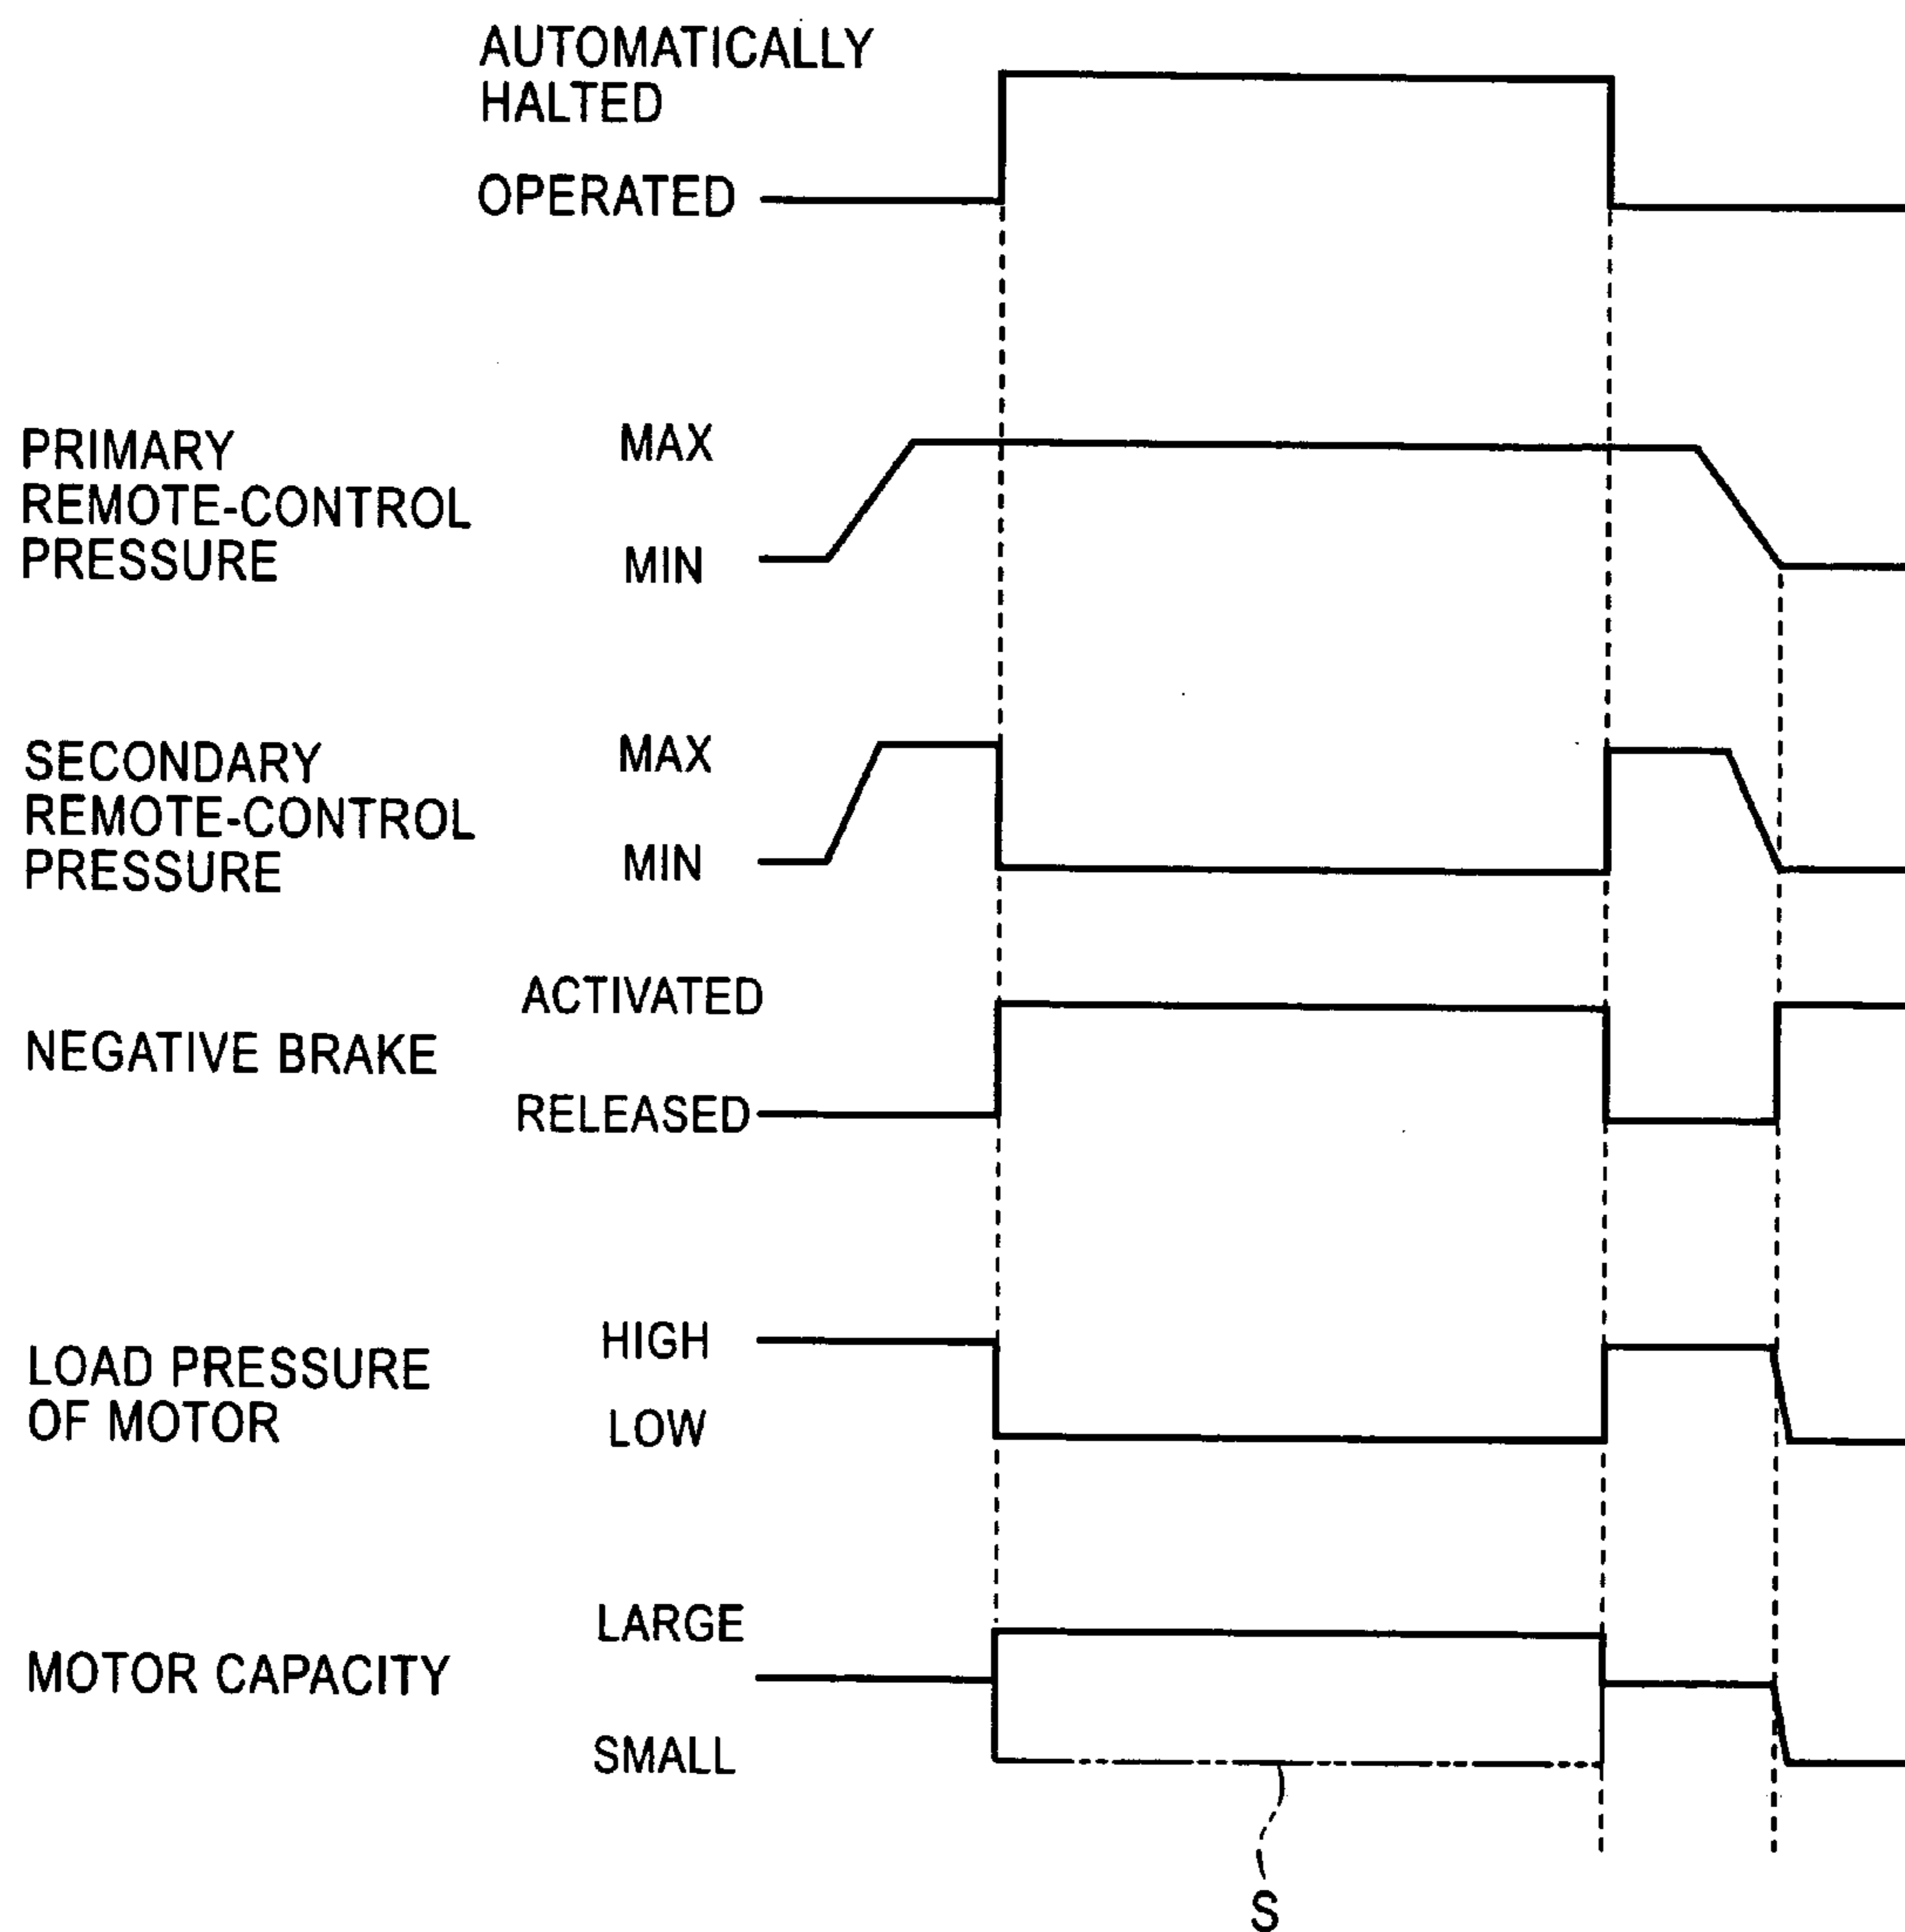 AUTOMATICALLY
HALTED
OPERATED
PRIMARY
REMOTE-CONTROL
PRESSURE
MAX
MIN
SECONDARY
REMOTE-CONTROL
PRESSURE
MAX
MIN
NEGATIVE BRAKE
ACTIVATED
RELEASED
LOAD PRESSURE
OF MOTOR
HIGH
LOW
MOTOR CAPACITY
LARGE
SMALL
S